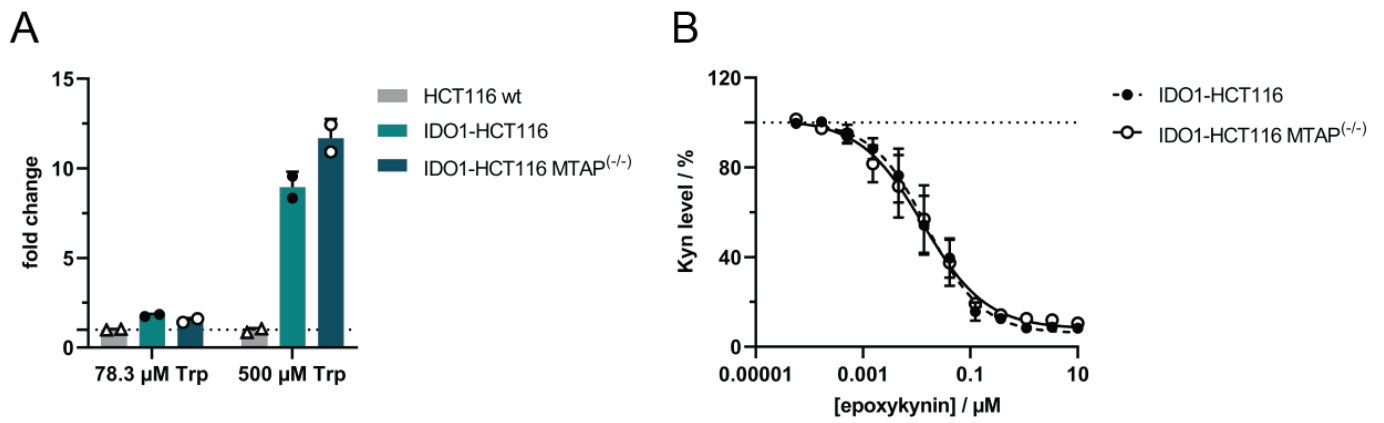 A
15
10
5
0
fold change
78.3 µM Trp
500 µM Trp
HCT116 wt
IDO1-HCT116
IDO1-HCT116 MTAP(-/-)
B
120
80
40
0
Kyn level / %
0.00001
0.001
0.1
10
[epoxykynin] / µM
IDO1-HCT116
IDO1-HCT116 MTAP(-/-)